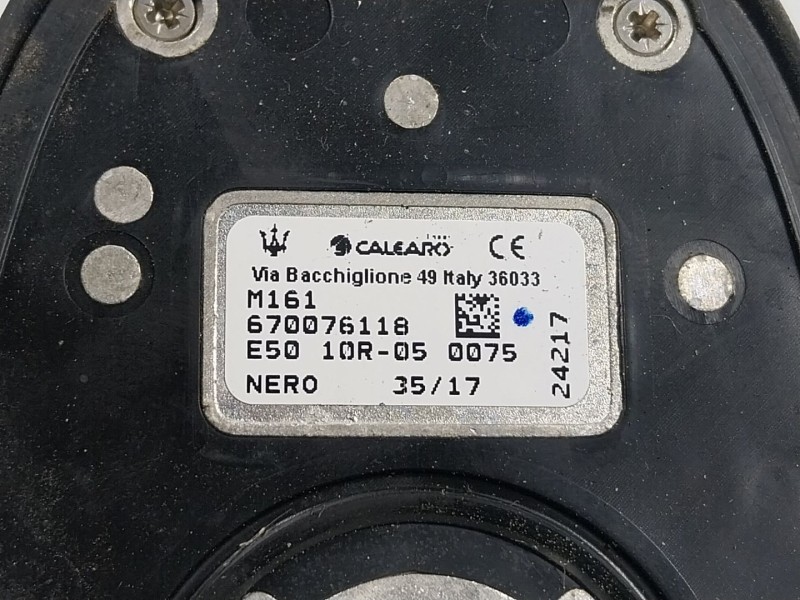 CALEARO CE
Via Bacchiglione 49 Italy 36033
M161
670076118
E50 10R-05 0075
NERO 35/17
24217